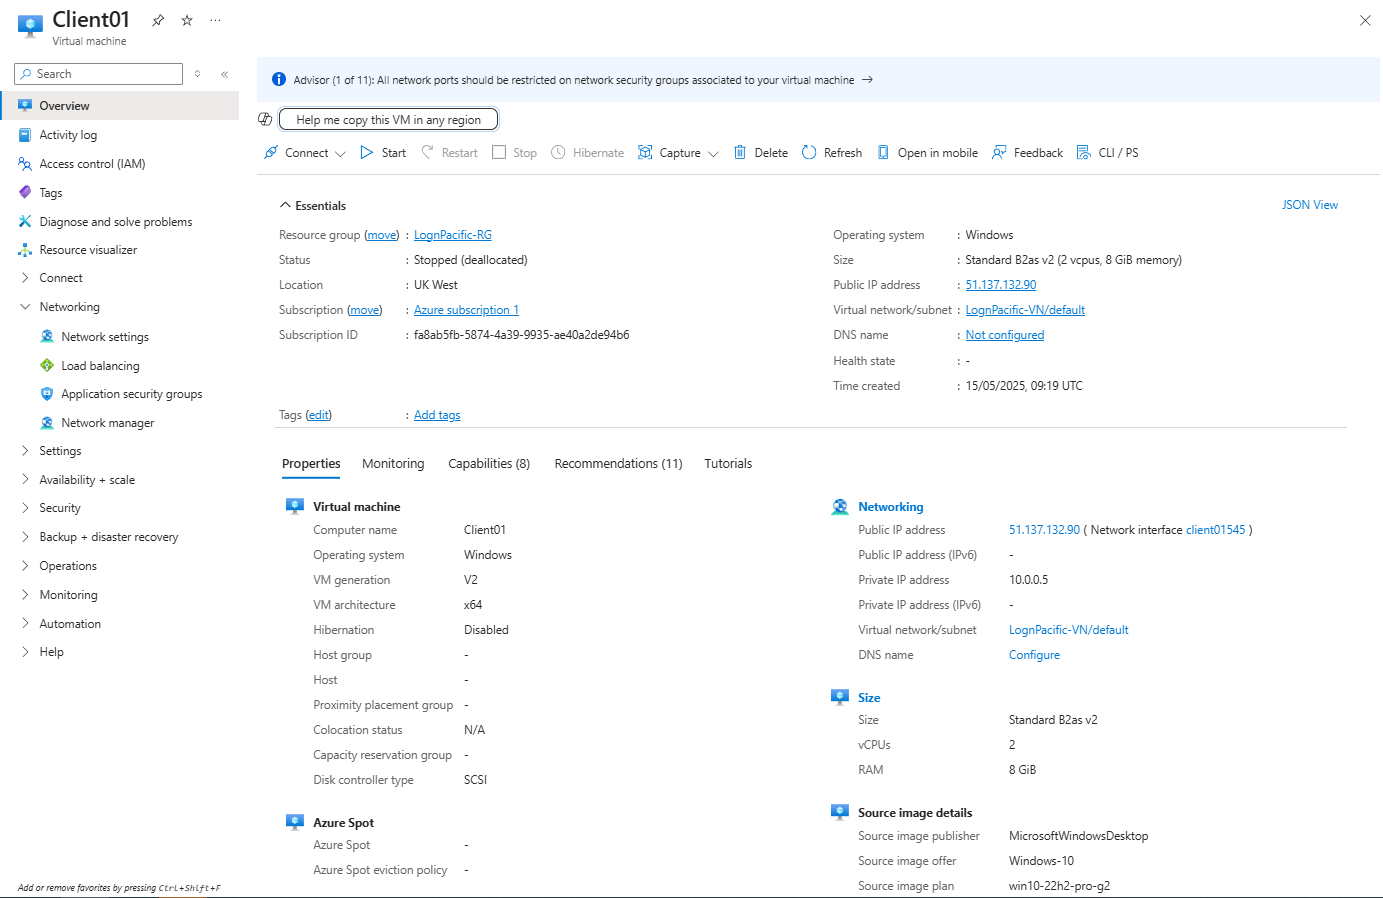 Client01
Virtual machine
Search
Overview
Activity log
Access control (IAM)
Tags
Diagnose and solve problems
Resource visualizer
Connect
Networking
Network settings
Load balancing
Application security groups
Network manager
Settings
Availability + scale
Security
Backup + disaster recovery
Operations
Monitoring
Automation
Help
Add or remove favorites by pressing Ctrl+Shift+F
Advisor (1 of 11): All network ports should be restricted on network security groups associated to your virtual machine →
Help me copy this VM in any region
Connect Start Restart Stop Hibernate Capture Delete Refresh Open in mobile Feedback CLI / PS
Essentials JSON View
Resource group (move) : LognPacific-RG
Status : Stopped (deallocated)
Location : UK West
Subscription (move) : Azure subscription 1
Subscription ID : fa8ab5fb-5874-4a39-9935-ae40a2de94b6
Operating system : Windows
Size : Standard B2as v2 (2 vcpus, 8 GiB memory)
Public IP address : 51.137.132.90
Virtual network/subnet : LognPacific-VN/default
DNS name : Not configured
Health state : -
Time created : 15/05/2025, 09:19 UTC
Tags (edit) : Add tags
Properties Monitoring Capabilities (8) Recommendations (11) Tutorials
Virtual machine
Computer name Client01
Operating system Windows
VM generation V2
VM architecture x64
Hibernation Disabled
Host group -
Host -
Proximity placement group -
Colocation status N/A
Capacity reservation group -
Disk controller type SCSI
Azure Spot
Azure Spot -
Azure Spot eviction policy -
Networking
Public IP address 51.137.132.90 ( Network interface client01545 )
Public IP address (IPv6) -
Private IP address 10.0.0.5
Private IP address (IPv6) -
Virtual network/subnet LognPacific-VN/default
DNS name Configure
Size
Size Standard B2as v2
vCPUs 2
RAM 8 GiB
Source image details
Source image publisher MicrosoftWindowsDesktop
Source image offer Windows-10
Source image plan win10-22h2-pro-g2